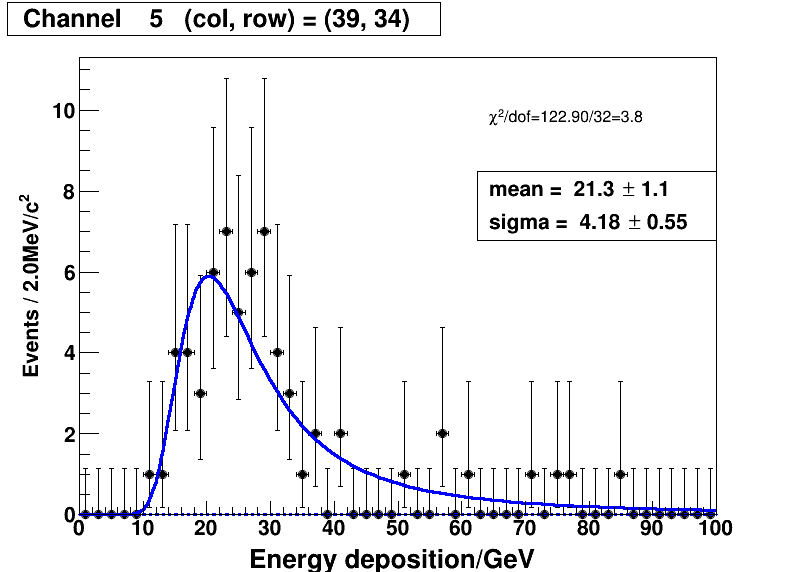 Channel 5 (col, row) = (39, 34)
χ²/dof=122.90/32=3.8
mean = 21.3 ± 1.1
sigma = 4.18 ± 0.55
Events / 2.0MeV/c²
10
8
6
4
2
0
0 10 20 30 40 50 60 70 80 90 100
Energy deposition/GeV